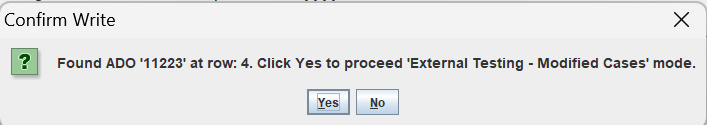 Confirm Write
Found ADO '11223' at row: 4. Click Yes to proceed 'External Testing - Modified Cases' mode.
Yes
No